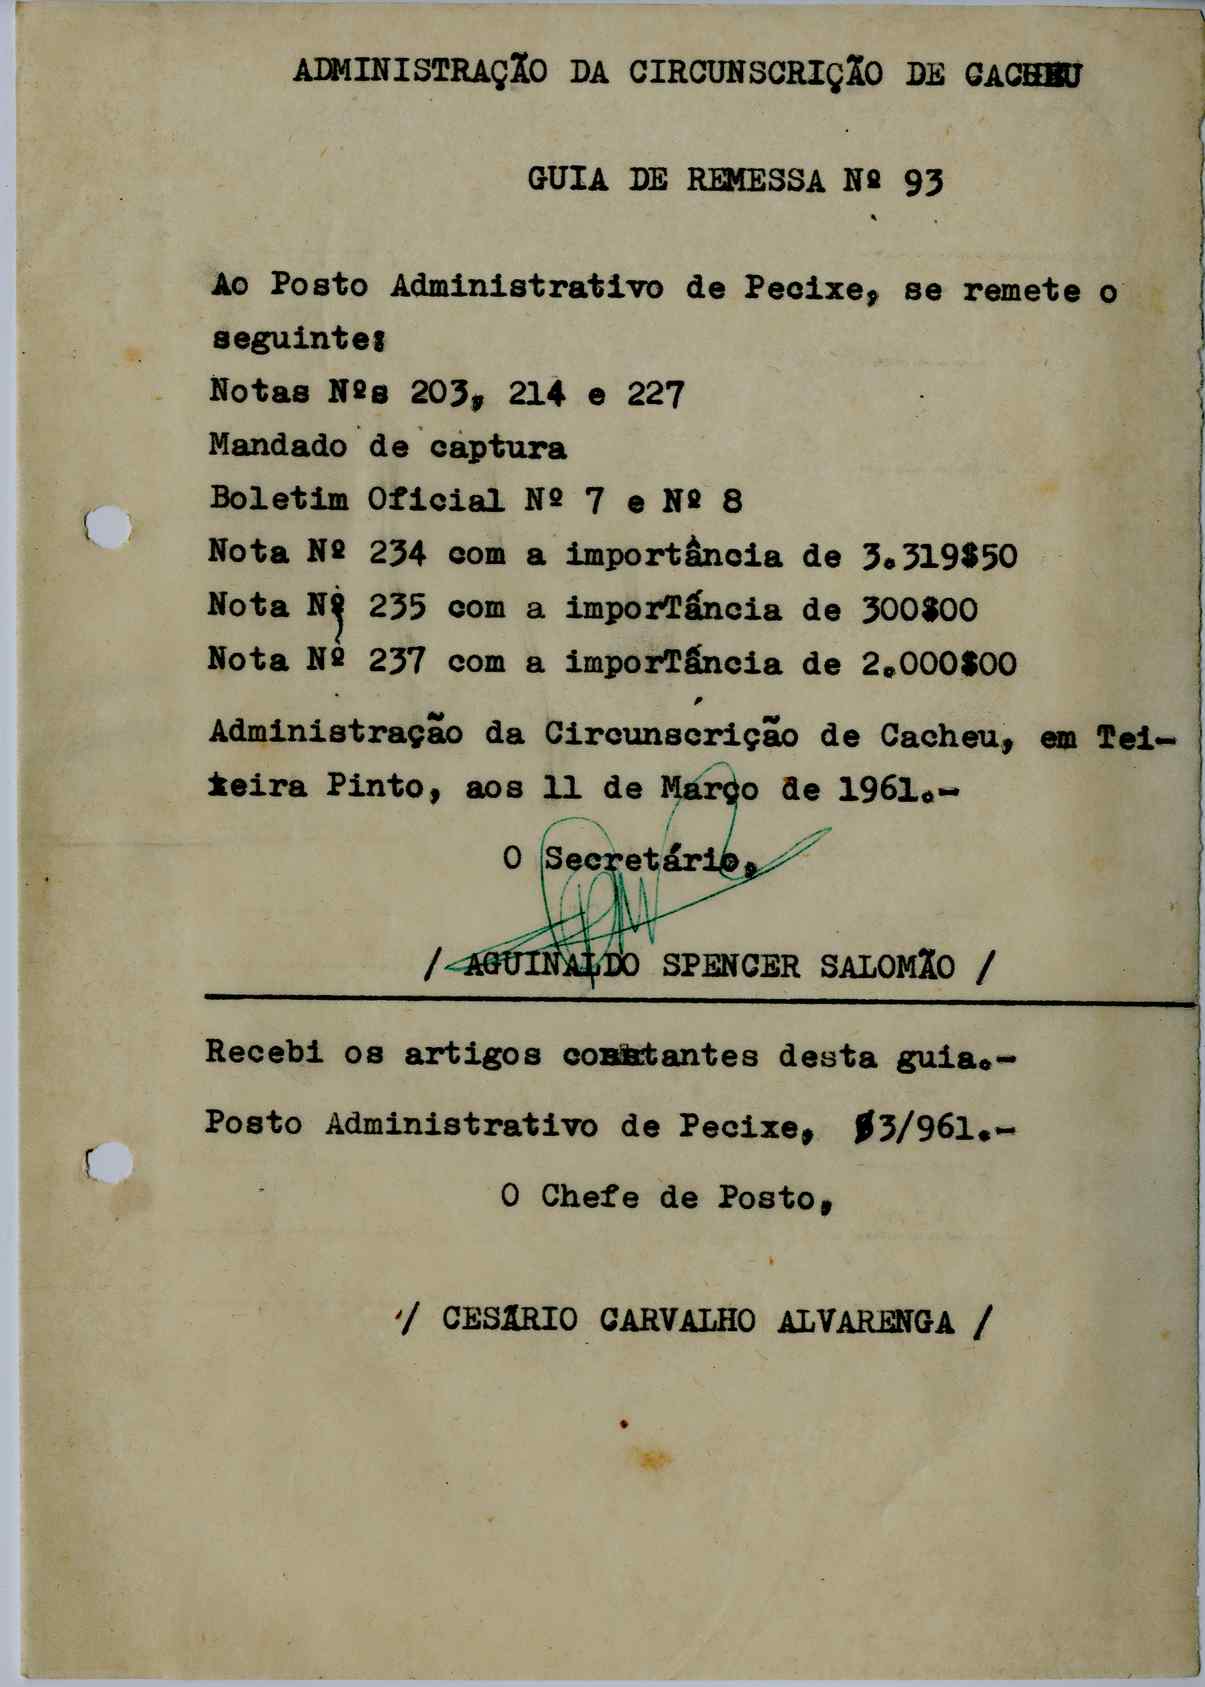 ADMINISTRAÇÃO DA CIRCUNSCRIÇÃO DE CACHEU
GUIA DE REMESSA Nº 93
Ao Posto Administrativo de Pecixe, se remete o
seguinte:
Notas Nºs 203, 214 e 227
Mandado de captura
Boletim Oficial Nº 7 e Nº 8
Nota Nº 234 com a importância de 3.319$50
Nota Nº 235 com a imporTância de 300$00
Nota Nº 237 com a imporTância de 2.000$00
Administração da Circunscrição de Cacheu, em Tei-
xeira Pinto, aos 11 de Março de 1961.-
O Secretário,
/ AGUINALDO SPENCER SALOMÃO /
Recebi os artigos constantes desta guia.-
Posto Administrativo de Pecixe, /3/961.-
O Chefe de Posto,
/ CESÁRIO CARVALHO ALVARENGA /